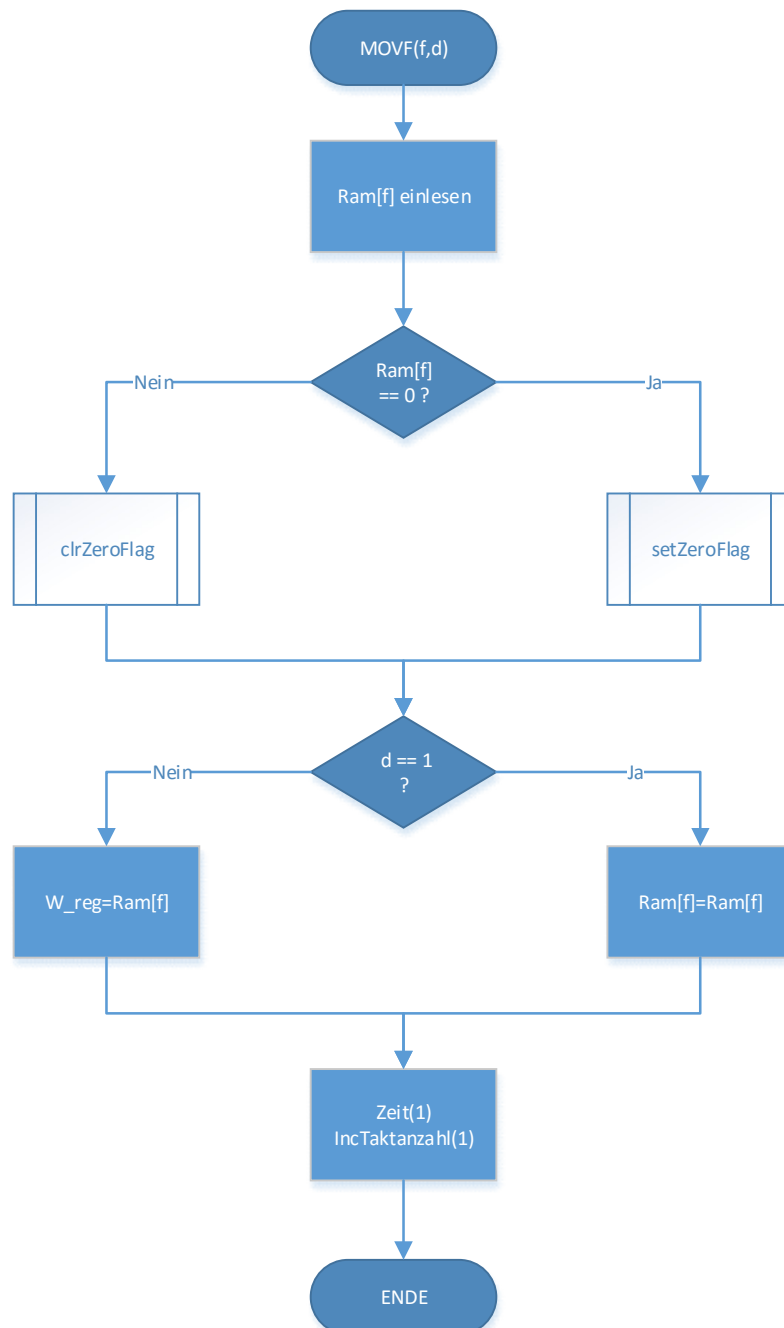 MOVF(f,d)
Ram[f] einlesen
Ram[f]
== 0 ?
Nein
Ja
clrZeroFlag
setZeroFlag
d == 1
?
Nein
Ja
W_reg=Ram[f]
Ram[f]=Ram[f]
Zeit(1)
IncTaktanzahl(1)
ENDE